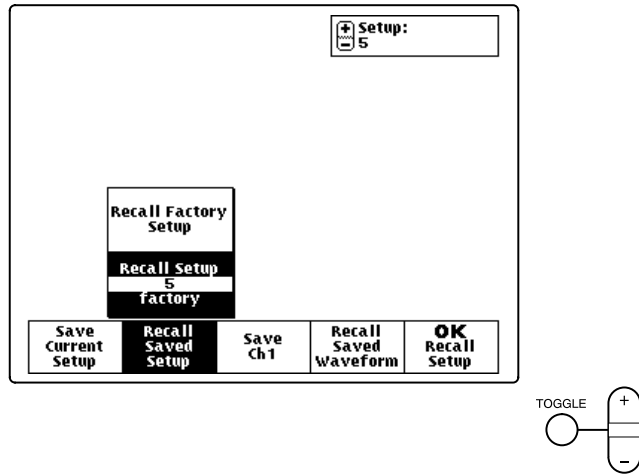 Setup:
5
Recall Factory
Setup
Recall Setup
5
factory
Save
Current
Setup
Recall
Saved
Setup
Save
Ch1
Recall
Saved
Waveform
OK
Recall
Setup
TOGGLE
+
−